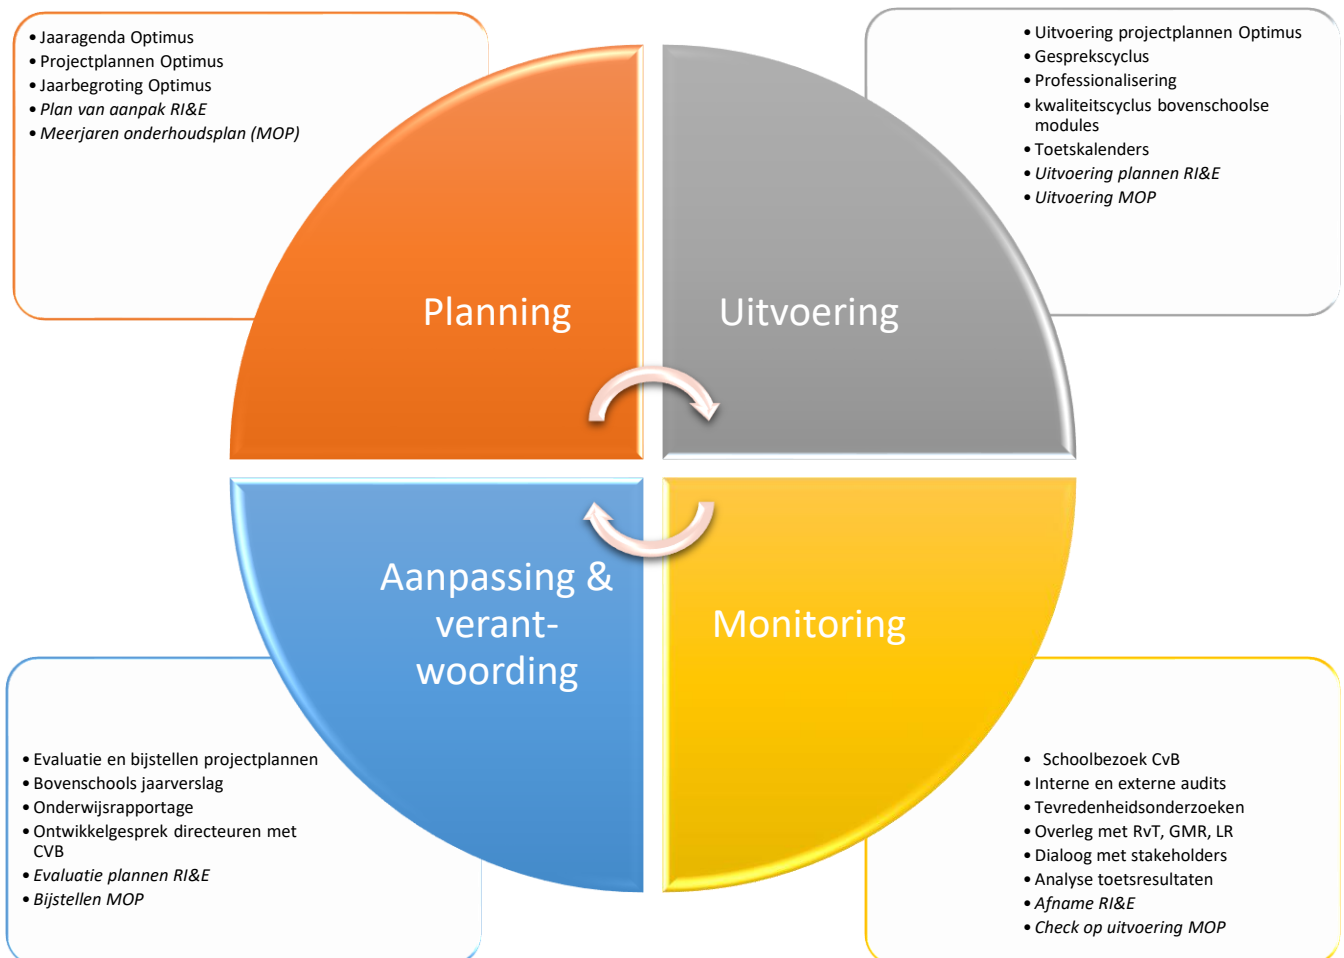 • Jaaragenda Optimus
• Projectplannen Optimus
• Jaarbegroting Optimus
• Plan van aanpak RI&E
• Meerjaren onderhoudsplan (MOP)
• Uitvoering projectplannen Optimus
• Gesprekscyclus
• Professionalisering
• kwaliteitscyclus bovenschoolse
modules
• Toetskalenders
• Uitvoering plannen RI&E
• Uitvoering MOP
Planning
Uitvoering
Aanpassing &
verant-
woording
Monitoring
• Evaluatie en bijstellen projectplannen
• Bovenschools jaarverslag
• Onderwijsrapportage
• Ontwikkelgesprek directeuren met
CVB
• Evaluatie plannen RI&E
• Bijstellen MOP
• Schoolbezoek CvB
• Interne en externe audits
• Tevredenheidsonderzoeken
• Overleg met RvT, GMR, LR
• Dialoog met stakeholders
• Analyse toetsresultaten
• Afname RI&E
• Check op uitvoering MOP